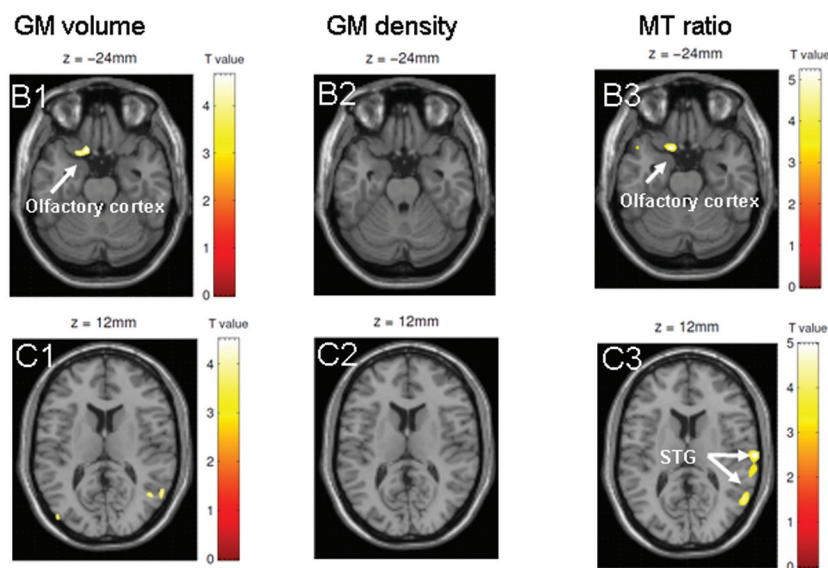 GM volume
GM density
MT ratio
z = −24mm
T value
z = −24mm
z = −24mm
T value
B1
B2
B3
4
3
2
1
0
5
4
3
2
1
0
Olfactory cortex
Olfactory cortex
z = 12mm
T value
z = 12mm
z = 12mm
T value
C1
C2
C3
4
3
2
1
0
5
4
3
2
1
0
STG